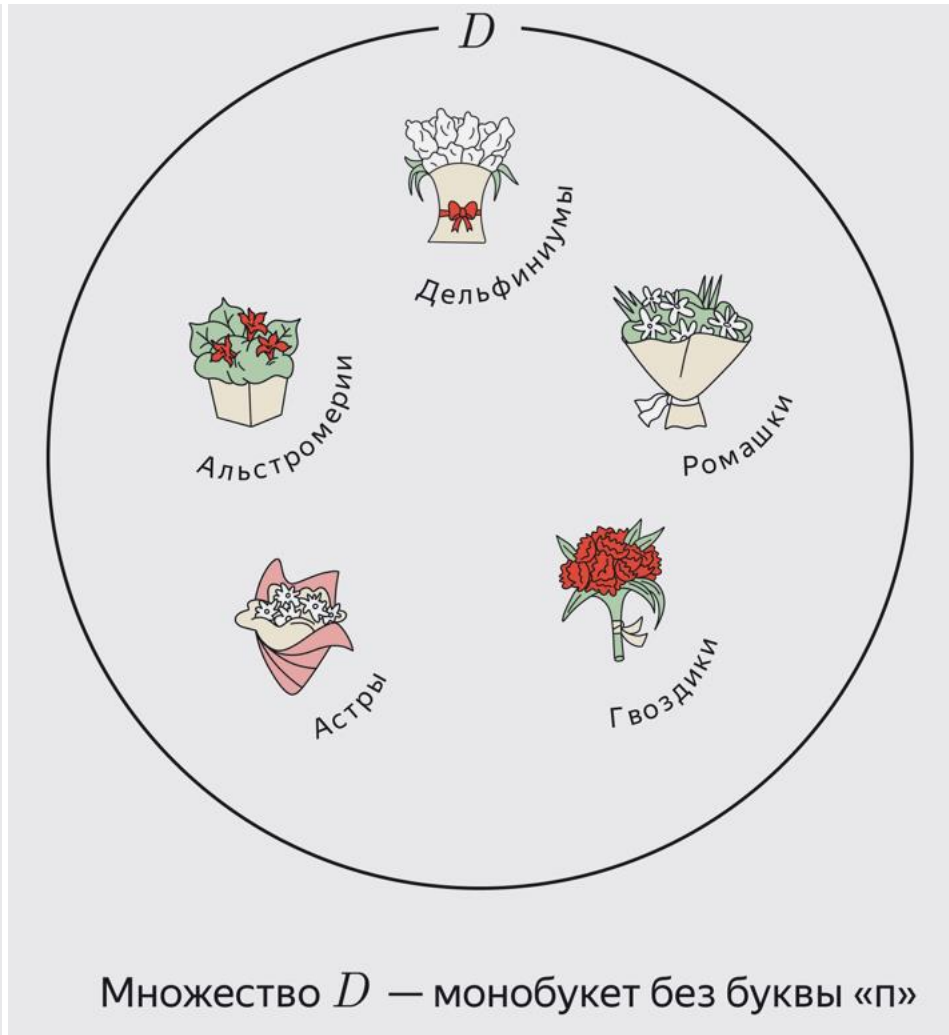 D
Дельфиниумы
Альстромерии
Ромашки
Астры
Гвоздики
Множество D — монобукет без буквы «п»